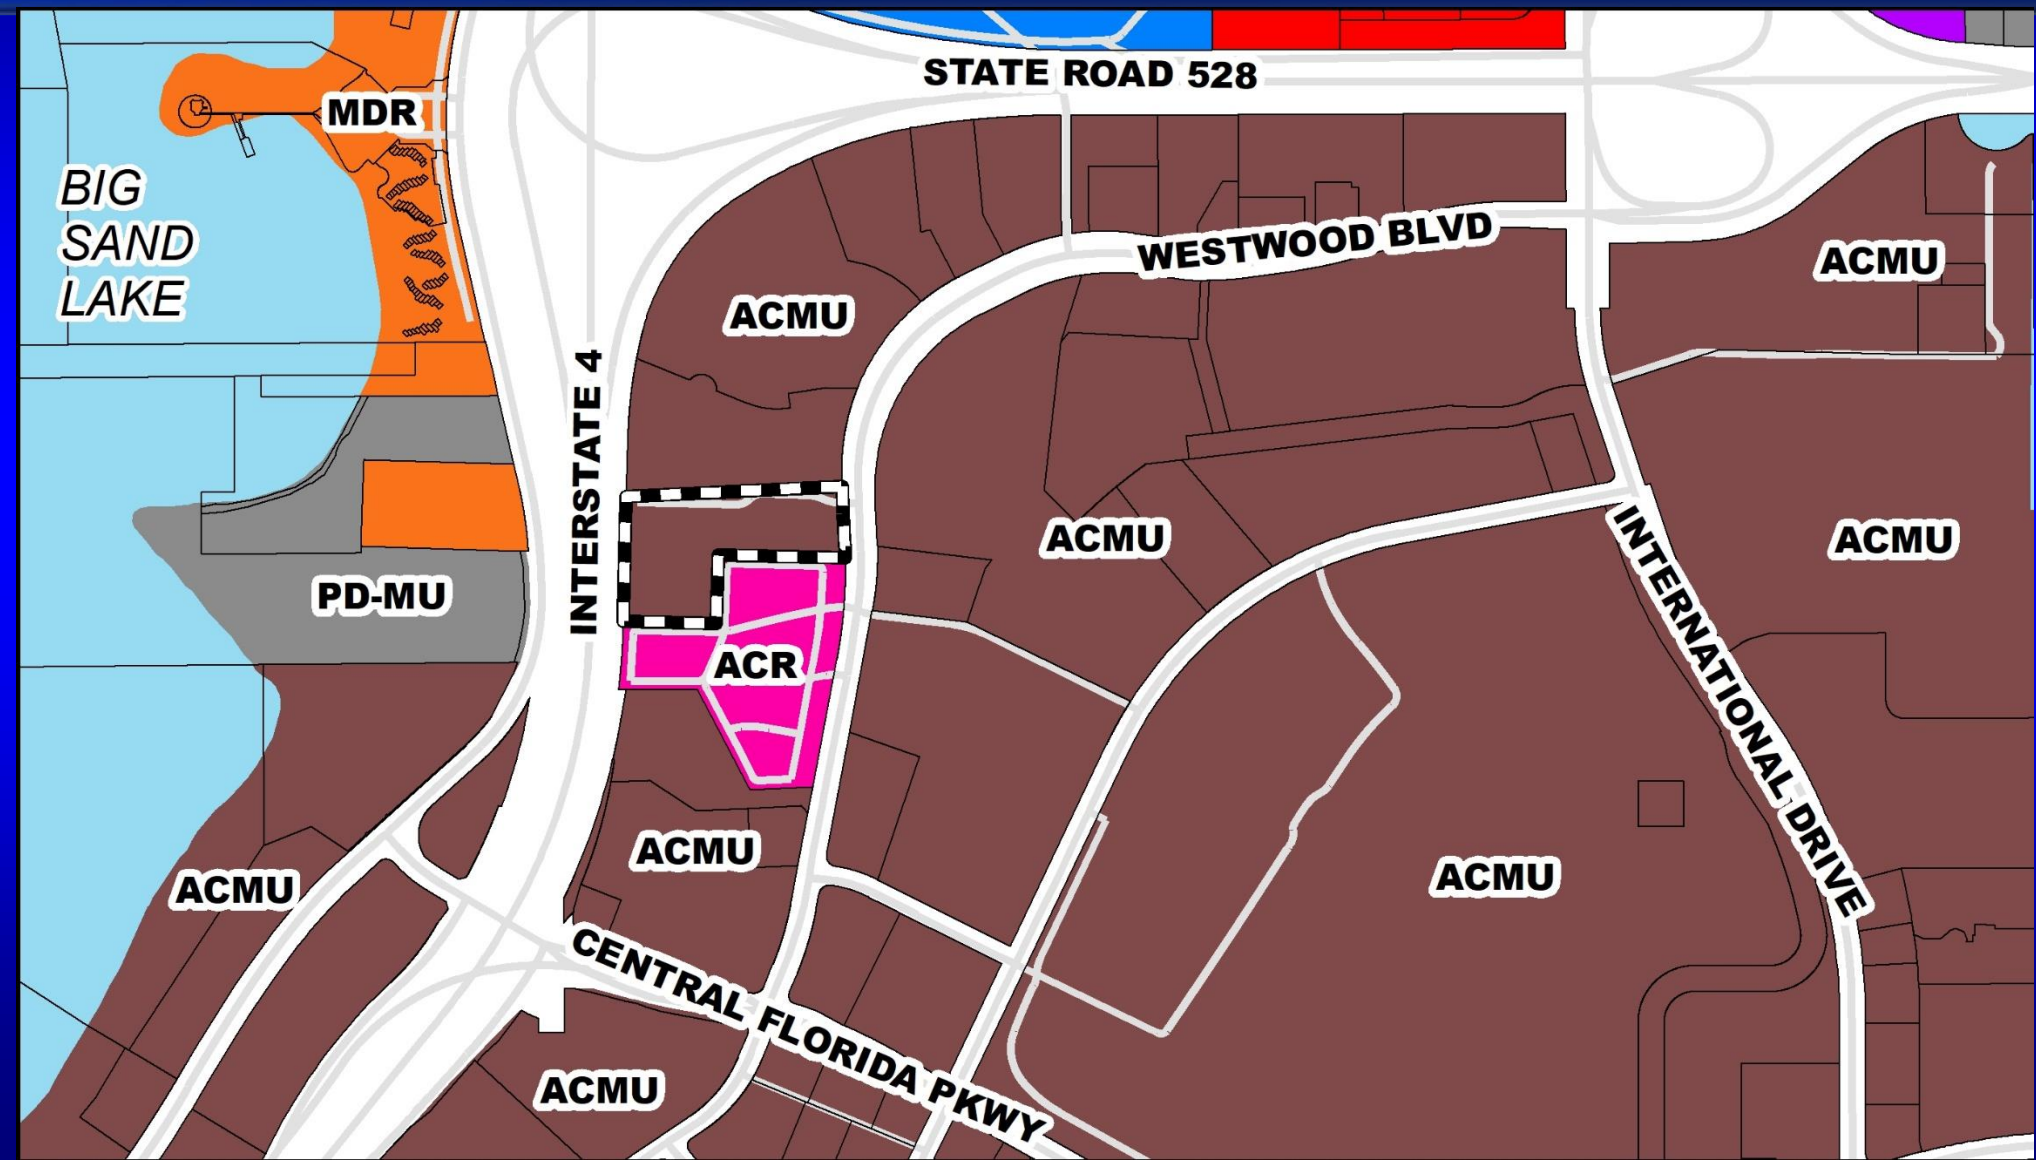 STATE ROAD 528
MDR
BIG
SAND
LAKE
WESTWOOD BLVD
ACMU
ACMU
INTERSTATE 4
ACMU
ACMU
PD-MU
INTERNATIONAL DRIVE
ACR
ACMU
ACMU
ACMU
CENTRAL FLORIDA PKWY
ACMU